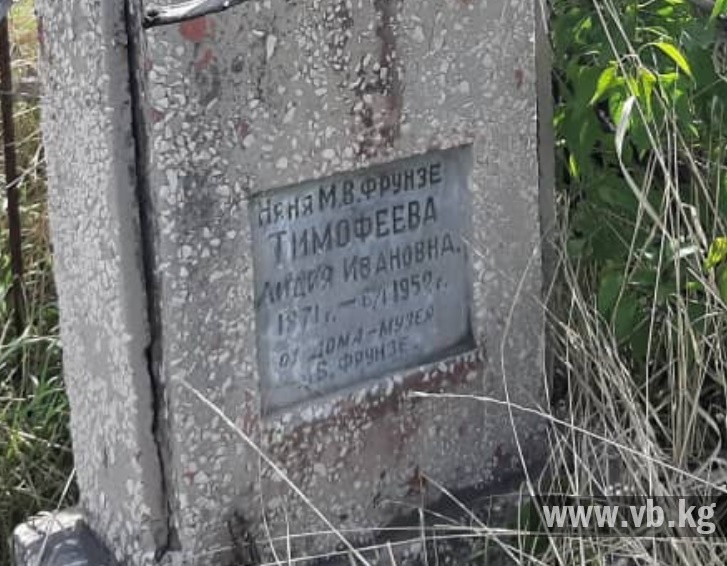 НЯНЯ М.В. ФРУНЗЕ
ТИМОФЕЕВА
ЛИДИЯ ИВАНОВНА.
1871 г. – 6/I 1959 г.
ОТ ДОМА-МУЗЕЯ
В. ФРУНЗЕ.
www.vb.kg